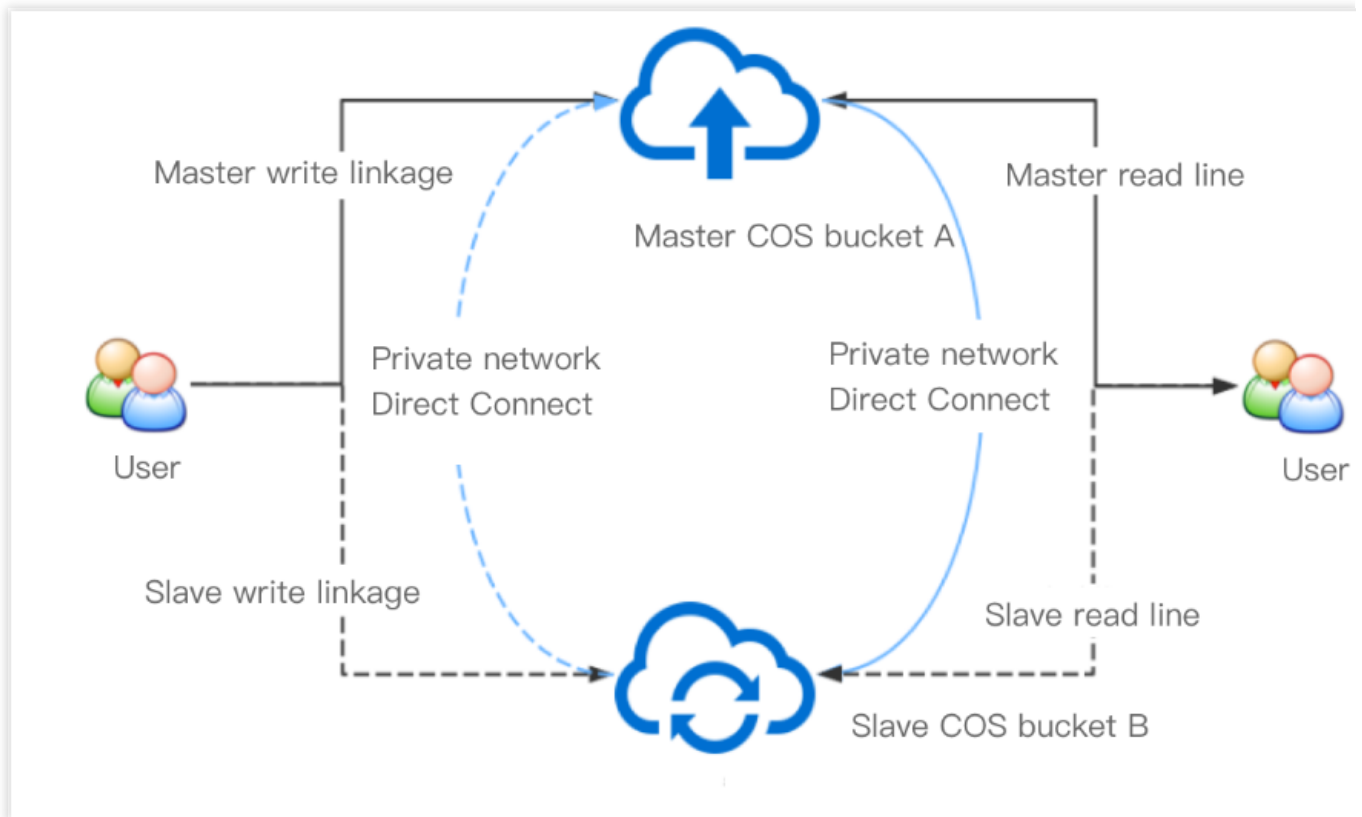 Master write linkage
Master read line
Master COS bucket A
Private network
Direct Connect
Private network
Direct Connect
User
User
Slave write linkage
Slave read line
Slave COS bucket B